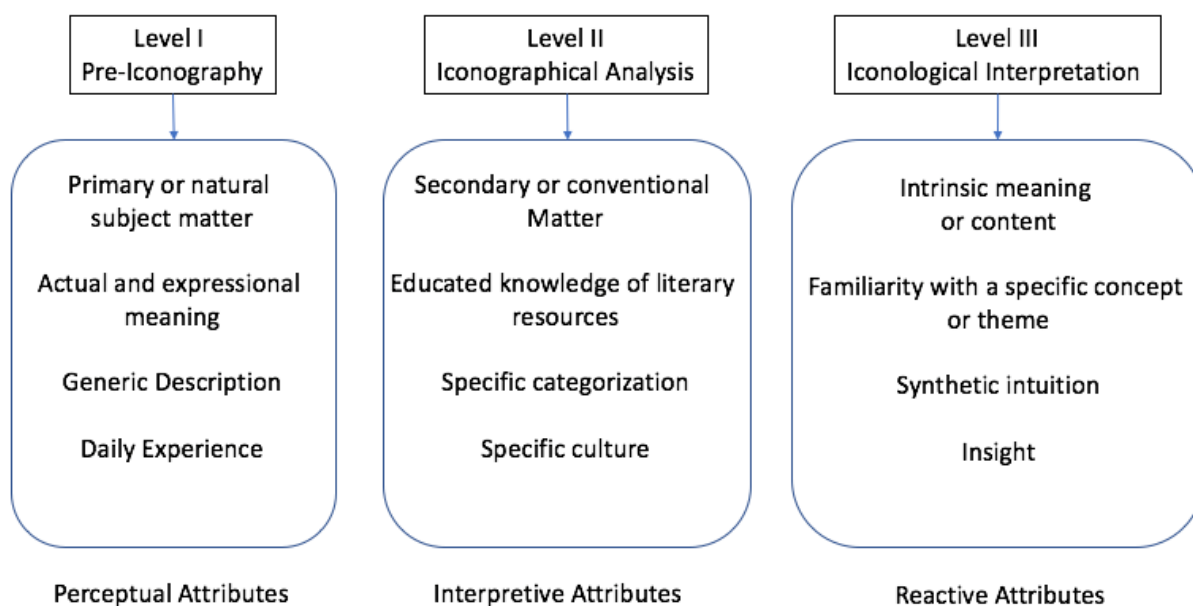 Level I
Pre-Iconography
Primary or natural
subject matter
Actual and expressional
meaning
Generic Description
Daily Experience
Perceptual Attributes
Level II
Iconographical Analysis
Secondary or conventional
Matter
Educated knowledge of literary
resources
Specific categorization
Specific culture
Interpretive Attributes
Level III
Iconological Interpretation
Intrinsic meaning
or content
Familiarity with a specific concept
or theme
Synthetic intuition
Insight
Reactive Attributes